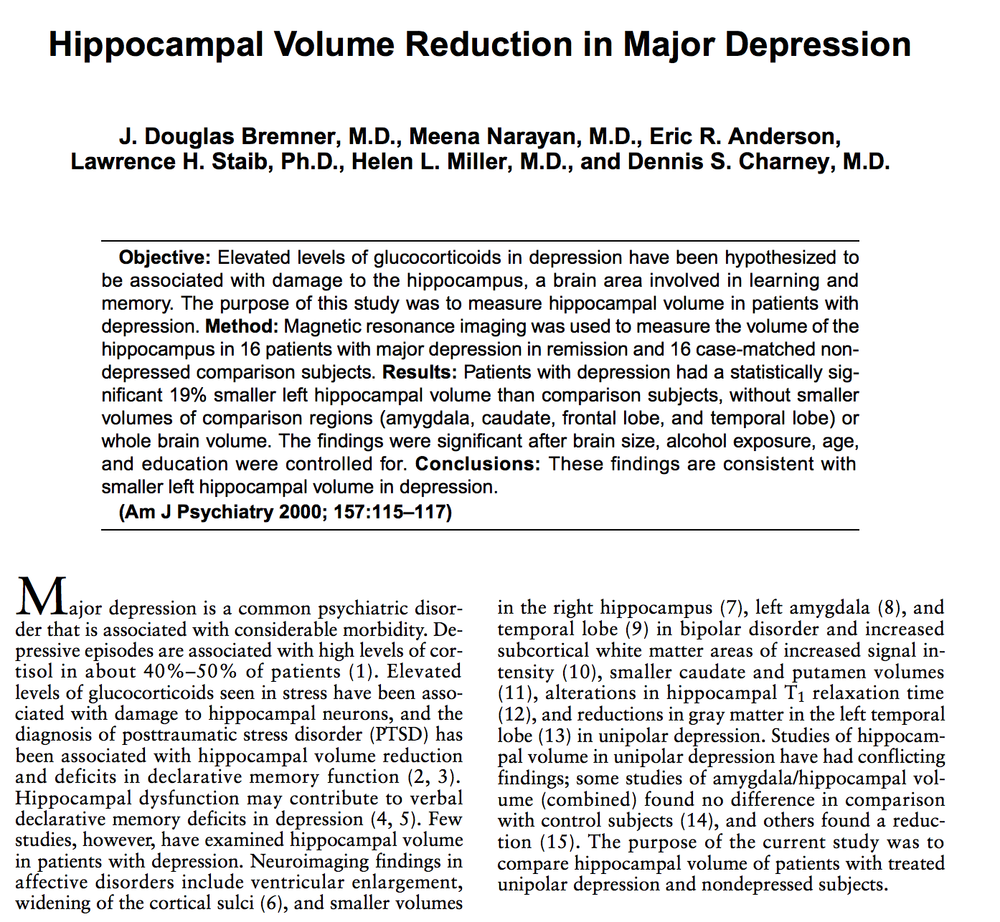 Hippocampal Volume Reduction in Major Depression
J. Douglas Bremner, M.D., Meena Narayan, M.D., Eric R. Anderson,
Lawrence H. Staib, Ph.D., Helen L. Miller, M.D., and Dennis S. Charney, M.D.
Objective: Elevated levels of glucocorticoids in depression have been hypothesized to
be associated with damage to the hippocampus, a brain area involved in learning and
memory. The purpose of this study was to measure hippocampal volume in patients with
depression. Method: Magnetic resonance imaging was used to measure the volume of the
hippocampus in 16 patients with major depression in remission and 16 case-matched non-
depressed comparison subjects. Results: Patients with depression had a statistically sig-
nificant 19% smaller left hippocampal volume than comparison subjects, without smaller
volumes of comparison regions (amygdala, caudate, frontal lobe, and temporal lobe) or
whole brain volume. The findings were significant after brain size, alcohol exposure, age,
and education were controlled for. Conclusions: These findings are consistent with
smaller left hippocampal volume in depression.
(Am J Psychiatry 2000; 157:115–117)
Major depression is a common psychiatric disor-
der that is associated with considerable morbidity. De-
pressive episodes are associated with high levels of cor-
tisol in about 40%–50% of patients (1). Elevated
levels of glucocorticoids seen in stress have been asso-
ciated with damage to hippocampal neurons, and the
diagnosis of posttraumatic stress disorder (PTSD) has
been associated with hippocampal volume reduction
and deficits in declarative memory function (2, 3).
Hippocampal dysfunction may contribute to verbal
declarative memory deficits in depression (4, 5). Few
studies, however, have examined hippocampal volume
in patients with depression. Neuroimaging findings in
affective disorders include ventricular enlargement,
widening of the cortical sulci (6), and smaller volumes
in the right hippocampus (7), left amygdala (8), and
temporal lobe (9) in bipolar disorder and increased
subcortical white matter areas of increased signal in-
tensity (10), smaller caudate and putamen volumes
(11), alterations in hippocampal T1 relaxation time
(12), and reductions in gray matter in the left temporal
lobe (13) in unipolar depression. Studies of hippocam-
pal volume in unipolar depression have had conflicting
findings; some studies of amygdala/hippocampal vol-
ume (combined) found no difference in comparison
with control subjects (14), and others found a reduc-
tion (15). The purpose of the current study was to
compare hippocampal volume of patients with treated
unipolar depression and nondepressed subjects.